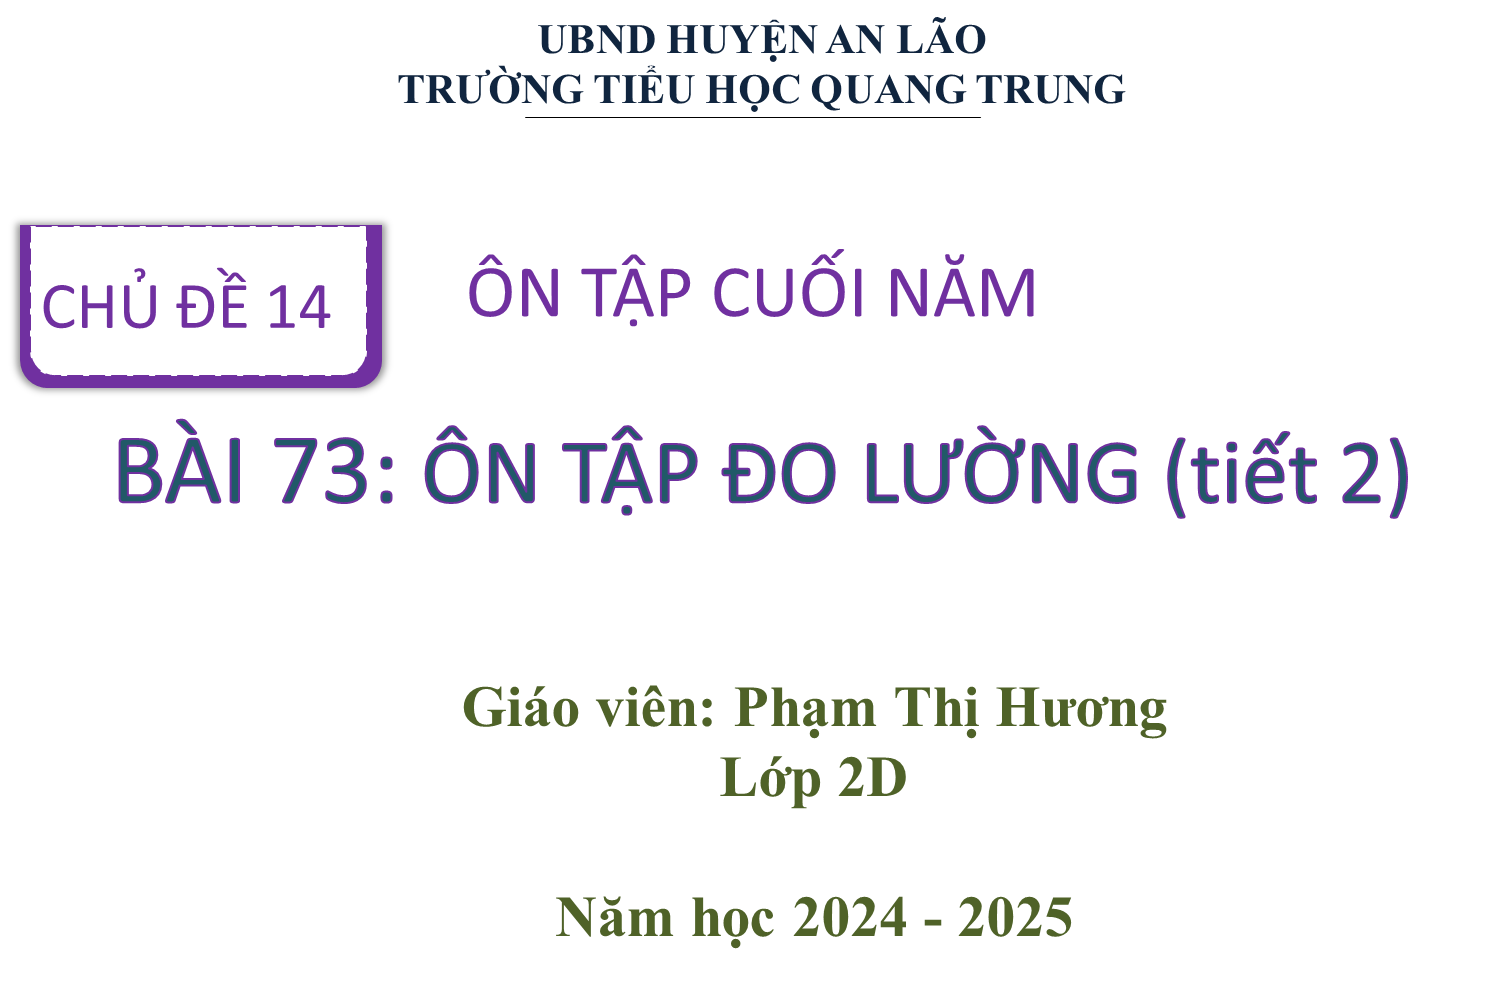 UBND HUYỆN AN LÃO
TRƯỜNG TIỂU HỌC QUANG TRUNG
CHỦ ĐỀ 14
ÔN TẬP CUỐI NĂM
BÀI 73: ÔN TẬP ĐO LƯỜNG (tiết 2)
Giáo viên: Phạm Thị Hương
Lớp 2D
Năm học 2024 - 2025